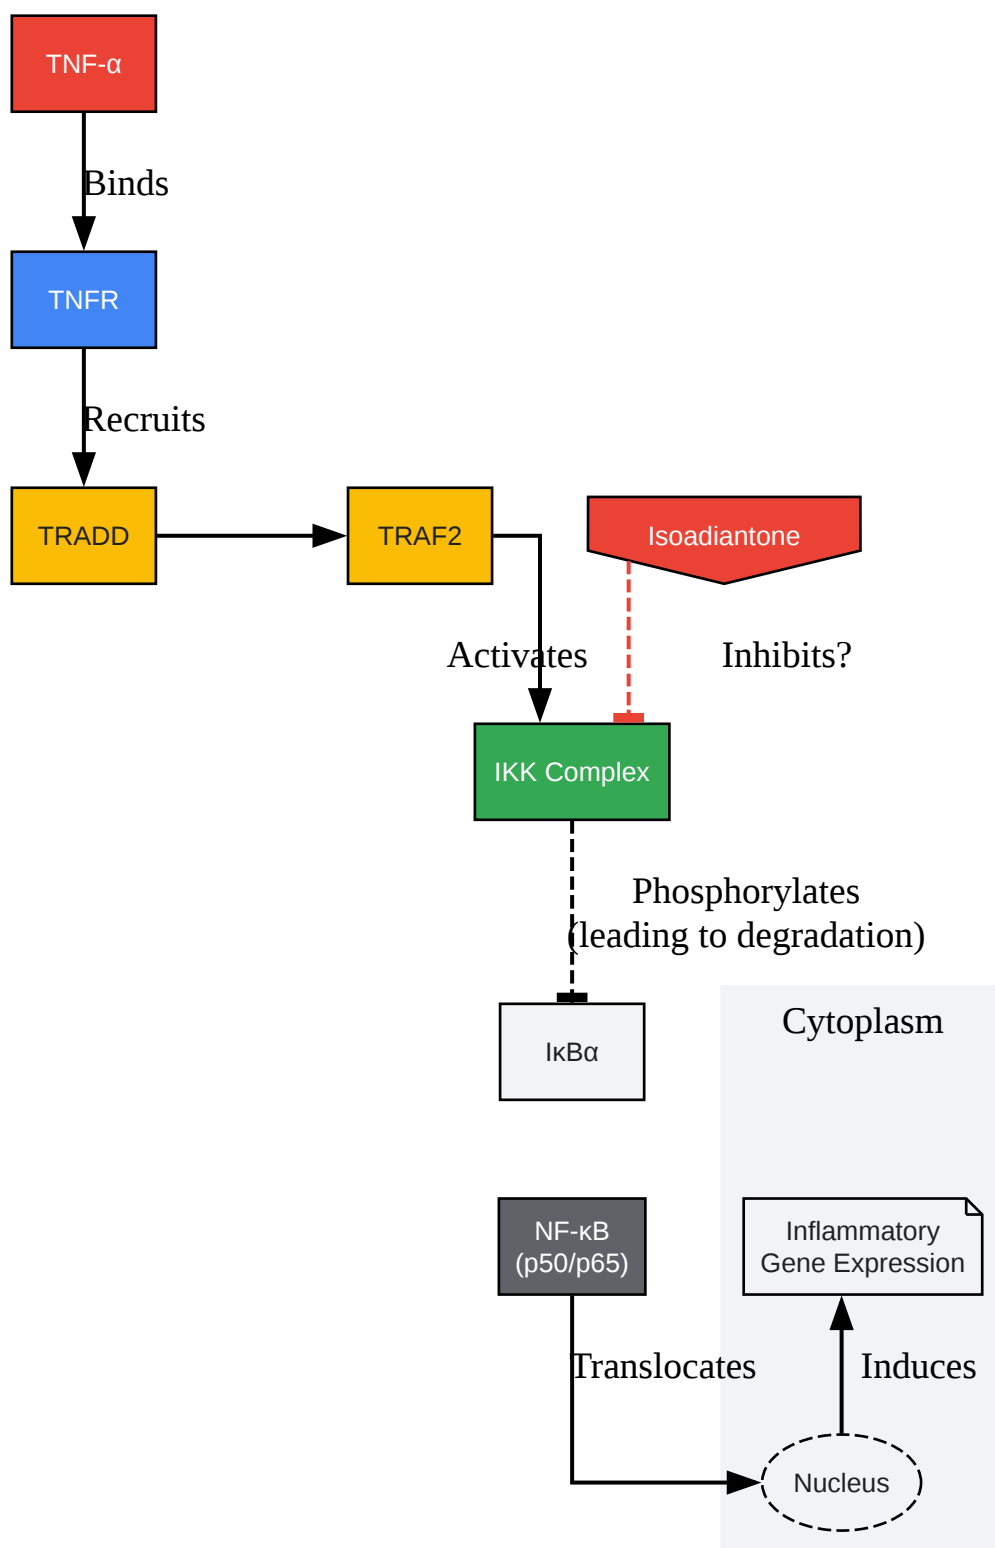 TNF-α
Binds
TNFR
Recruits
TRADD
TRAF2
Isoadiantone
Activates
Inhibits?
IKK Complex
Phosphorylates
(leading to degradation)
Cytoplasm
IκBα
NF-κB
(p50/p65)
Inflammatory
Gene Expression
Translocates
Induces
Nucleus